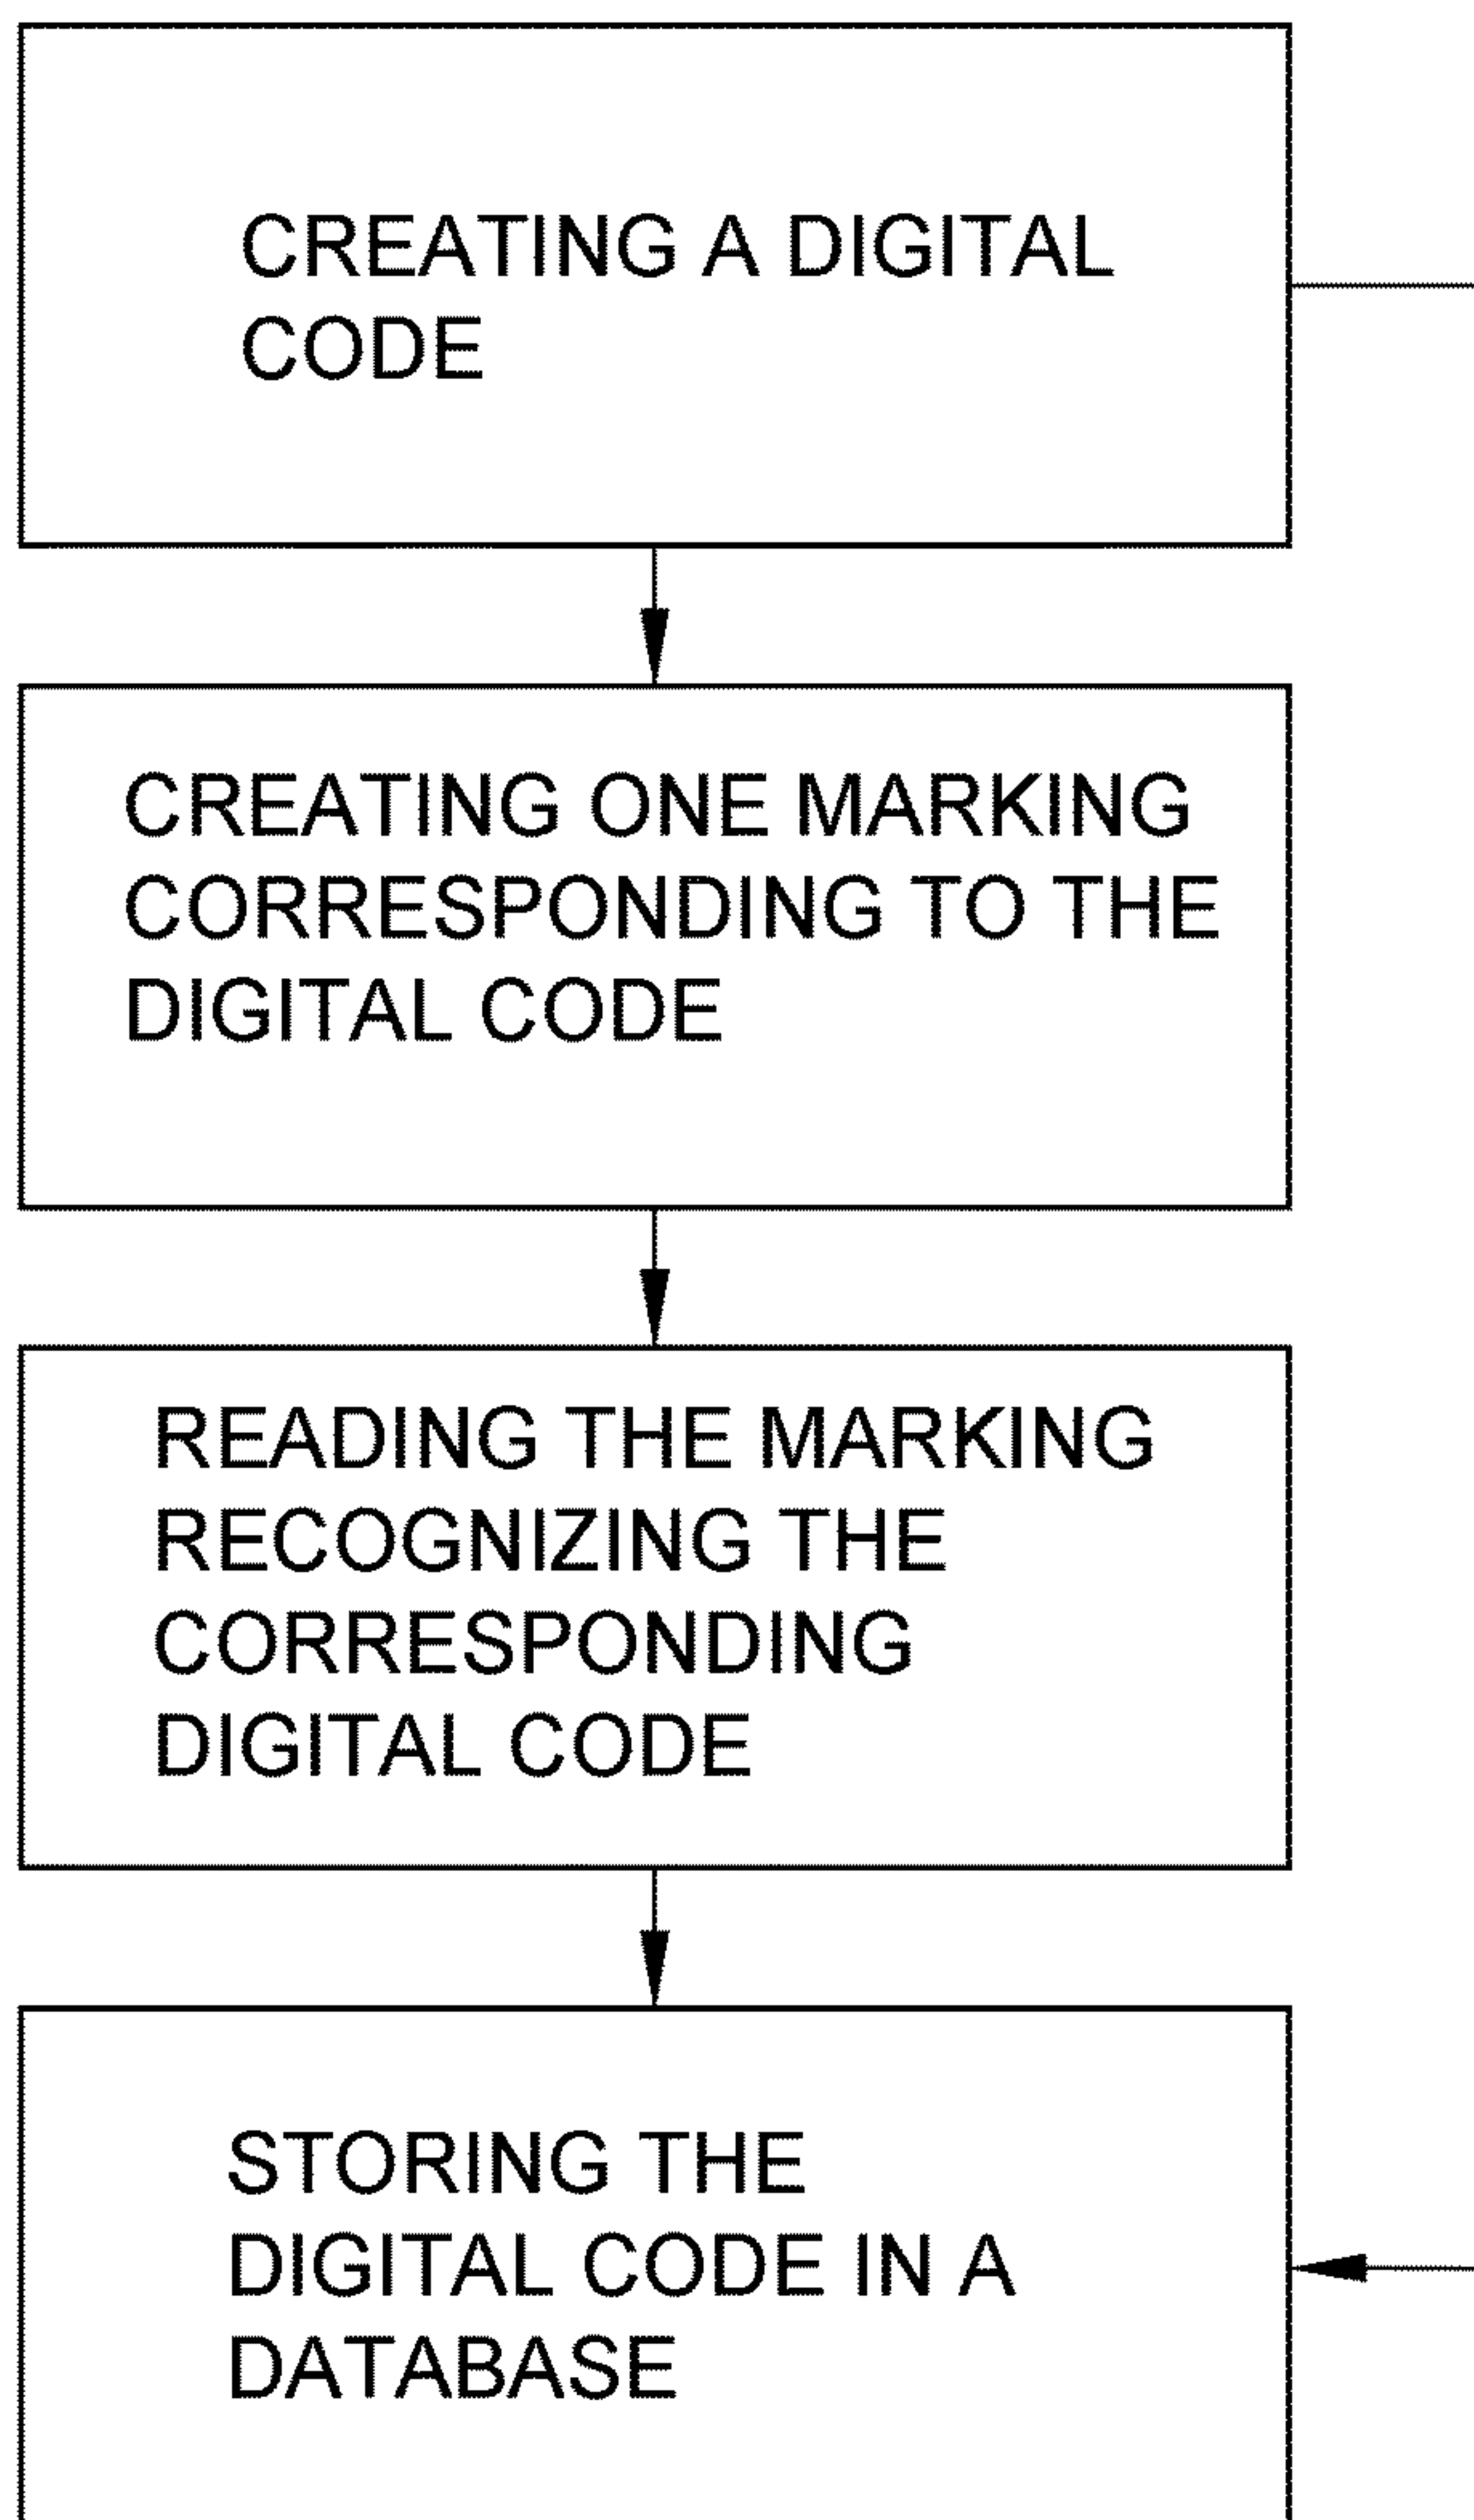 CREATING A DIGITAL
CODE
CREATING ONE MARKING
CORRESPONDING TO THE
DIGITAL CODE
READING THE MARKING
RECOGNIZING THE
CORRESPONDING
DIGITAL CODE
STORING THE
DIGITAL CODE IN A
DATABASE